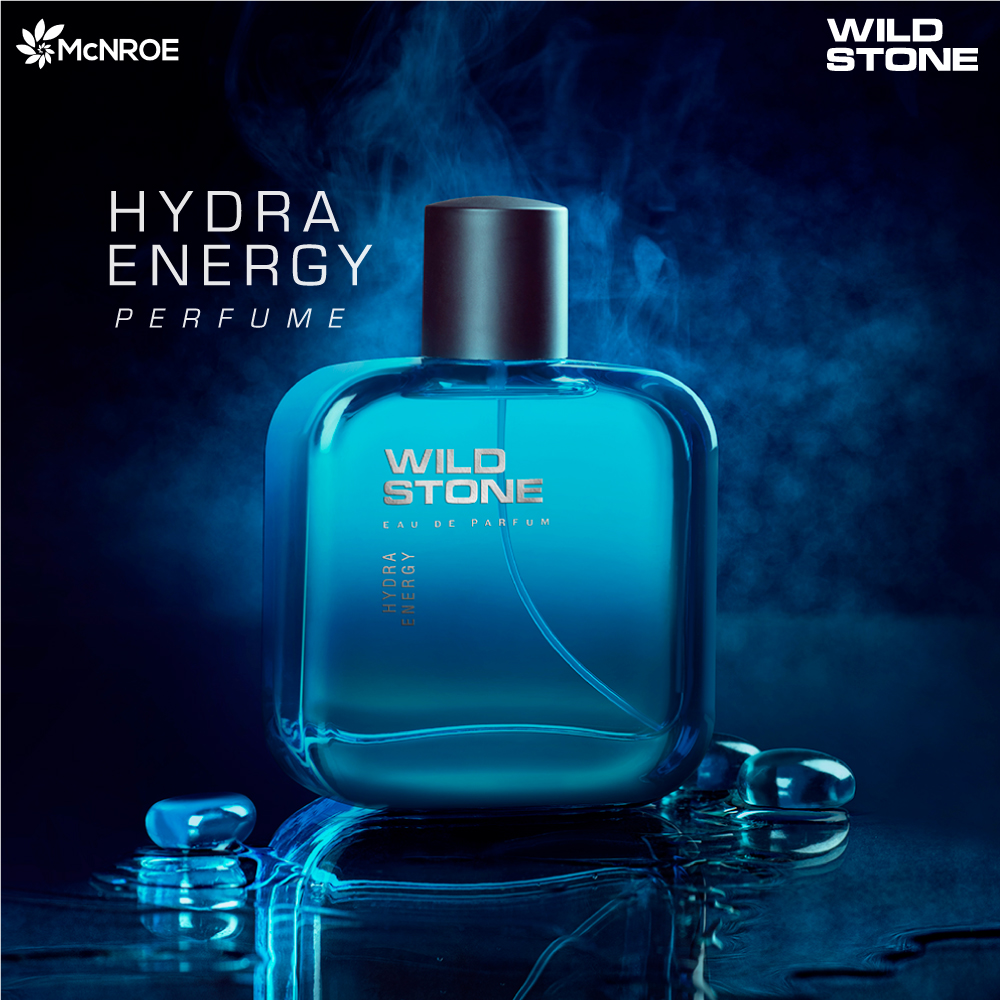 McNROE
WILD
STONE
HYDRA
ENERGY
PERFUME
WILD
STONE
EAU DE PARFUM
HYDRA
ENERGY